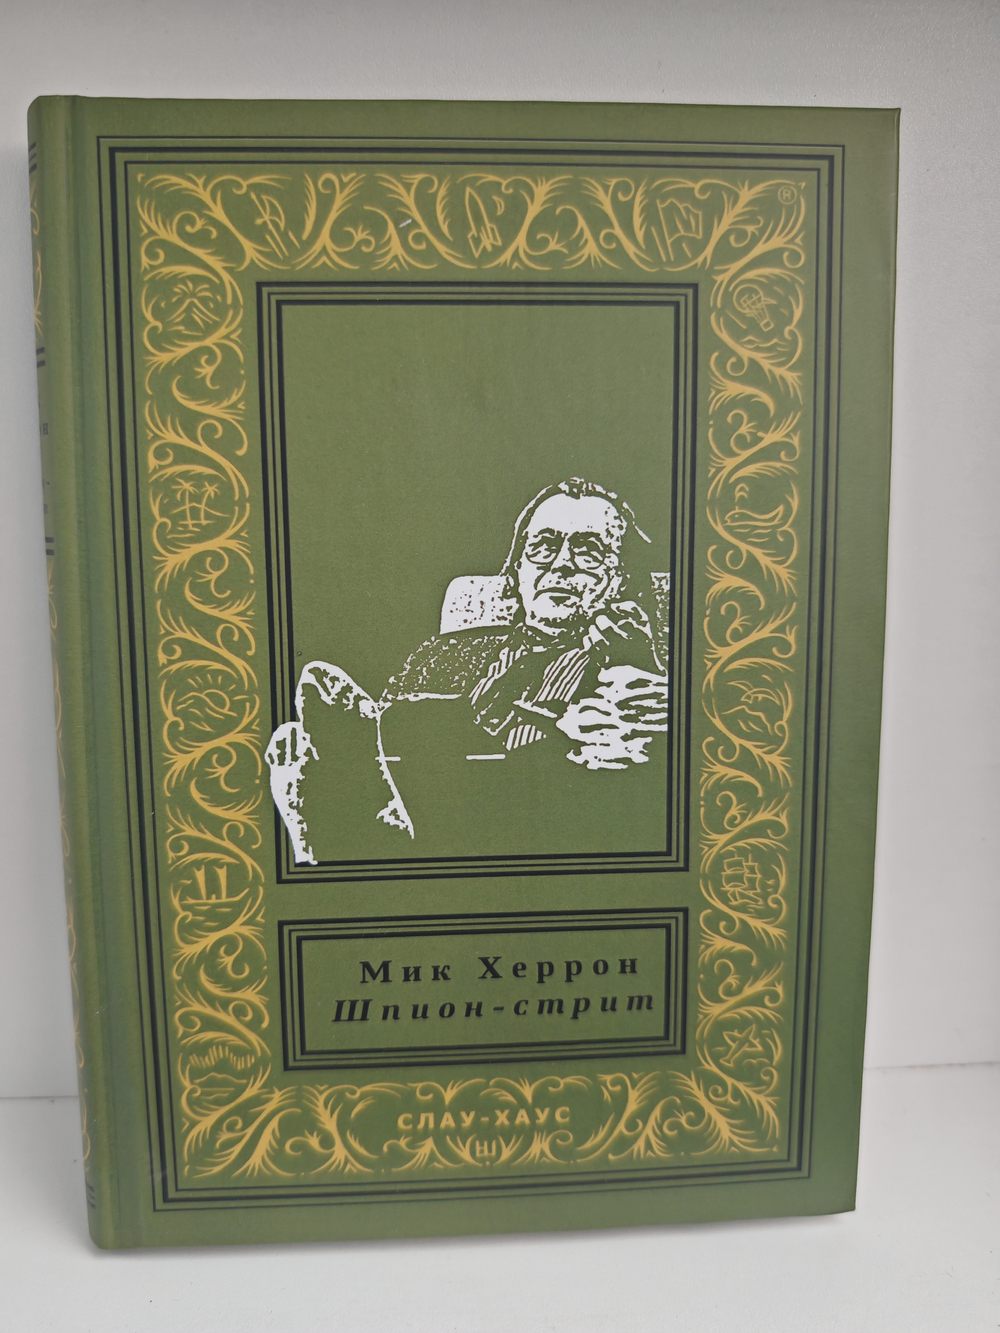 ®
Мик Херрон
Шпион-стрит
СЛАУ-ХАУС
Ш